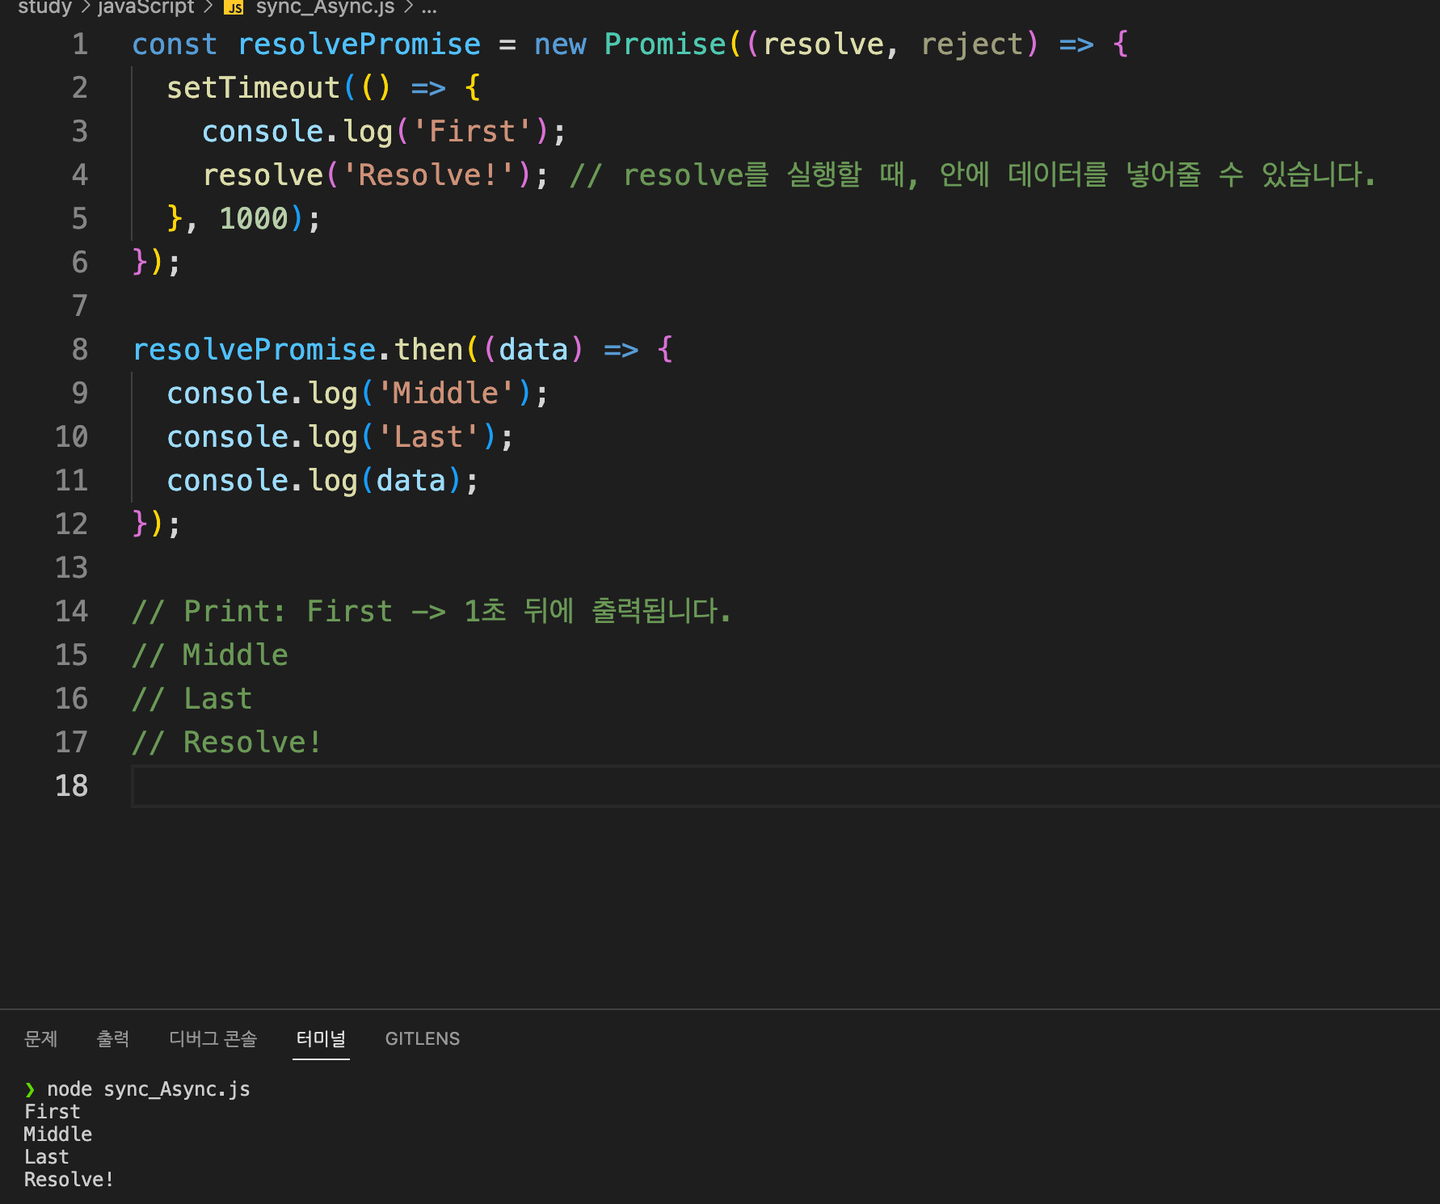 study > javaScript > JS sync_Async.js > ...
1 const resolvePromise = new Promise((resolve, reject) => {
2   setTimeout(() => {
3     console.log('First');
4     resolve('Resolve!'); // resolve를 실행할 때, 안에 데이터를 넣어줄 수 있습니다.
5   }, 1000);
6 });
7
8 resolvePromise.then((data) => {
9   console.log('Middle');
10   console.log('Last');
11   console.log(data);
12 });
13
14 // Print: First -> 1초 뒤에 출력됩니다.
15 // Middle
16 // Last
17 // Resolve!
18
문제 출력 디버그 콘솔 터미널 GITLENS
❯ node sync_Async.js
First
Middle
Last
Resolve!